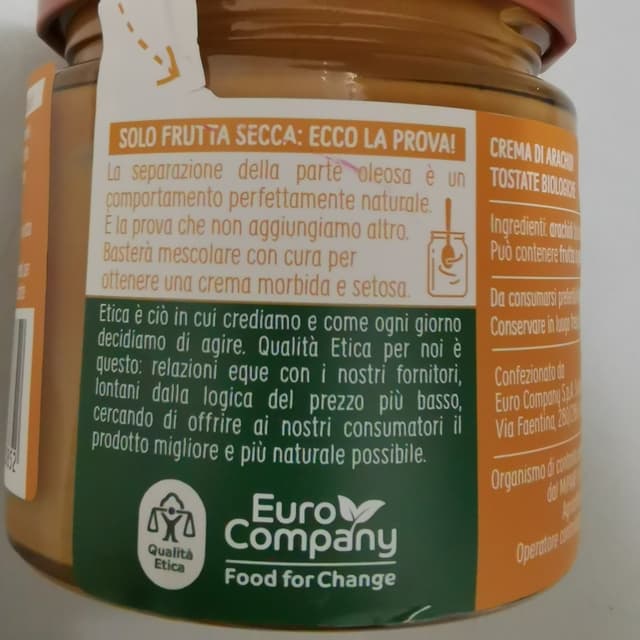 SOLO FRUTTA SECCA: ECCO LA PROVA!
La separazione della parte oleosa è un
comportamento perfettamente naturale.
È la prova che non aggiungiamo altro.
Basterà mescolare con cura per
ottenere una crema morbida e setosa.
Etica è ciò in cui crediamo e come ogni giorno
decidiamo di agire. Qualità Etica per noi è
questo: relazioni eque con i nostri fornitori,
lontani dalla logica del prezzo più basso,
cercando di offrire ai nostri consumatori il
prodotto migliore e più naturale possibile.
Qualità
Etica
Euro
Company
Food for Change
CREMA DI ARACHIDI
TOSTATE BIOLOGICHE
Ingredienti: arachidi
Può contenere frutta
Da consumarsi
Conservare in luogo
Confezionato da
Euro Company S.p.A.
Via Faentina,
Organismo di
dal
Operatore